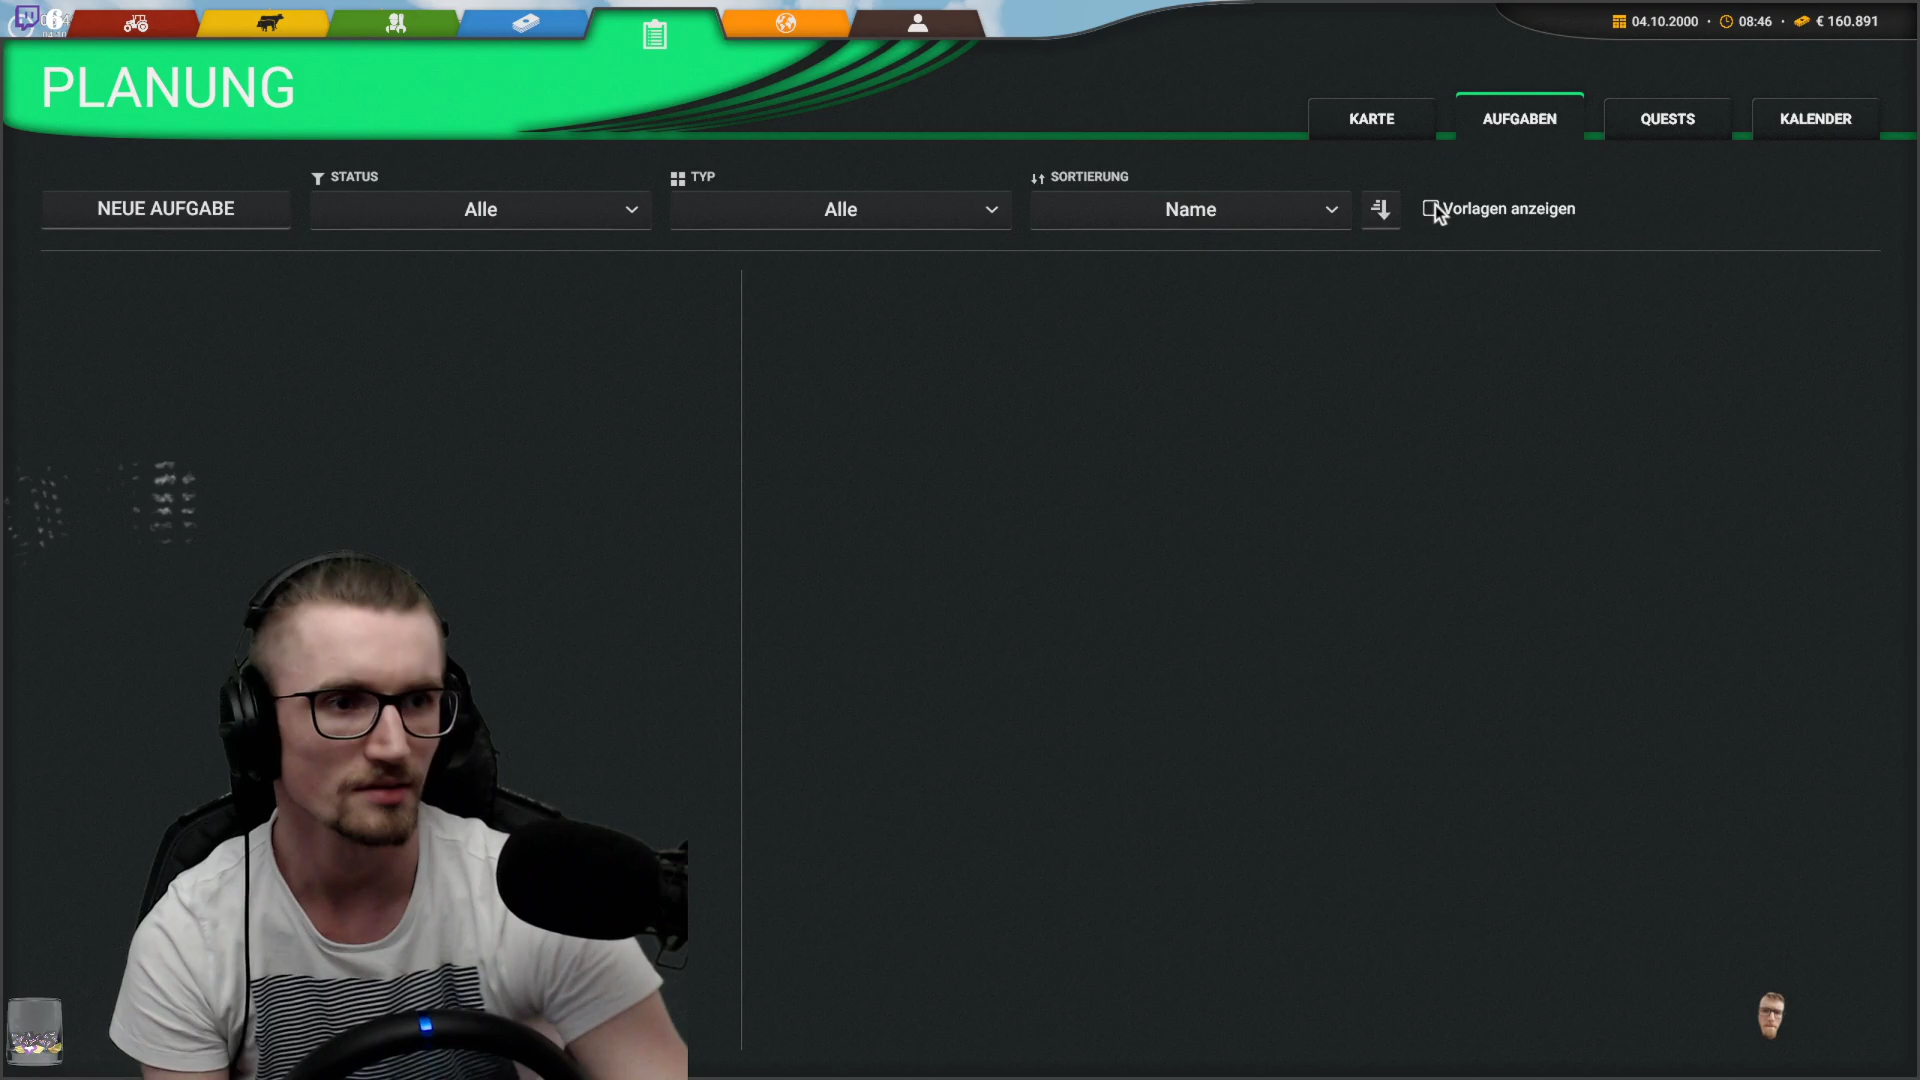 04.10.2000 · 08:46 · € 160.891
PLANUNG
KARTE
AUFGABEN
QUESTS
KALENDER
STATUS
TYP
SORTIERUNG
NEUE AUFGABE
Alle
Alle
Name
Vorlagen anzeigen